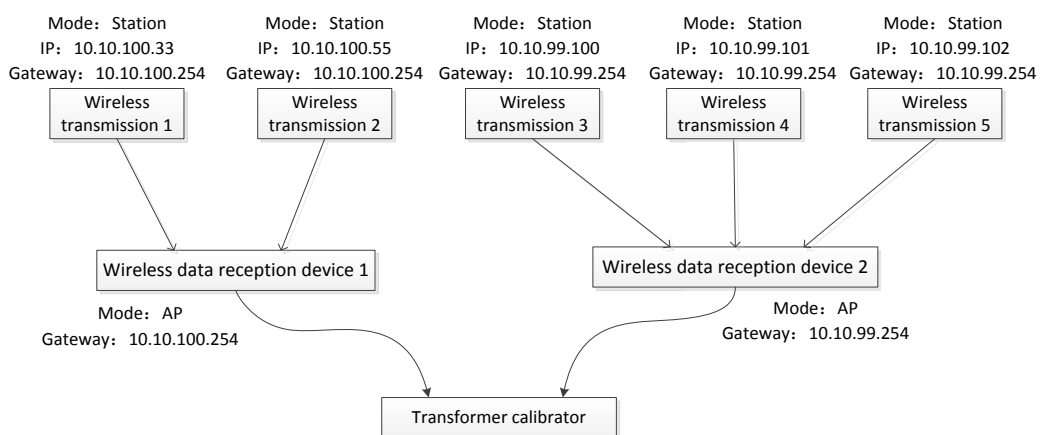 Mode：Station
IP：10.10.100.33
Gateway：10.10.100.254
Wireless
transmission 1
Mode：Station
IP：10.10.100.55
Gateway：10.10.100.254
Wireless
transmission 2
Mode：Station
IP：10.10.99.100
Gateway：10.10.99.254
Wireless
transmission 3
Mode：Station
IP：10.10.99.101
Gateway：10.10.99.254
Wireless
transmission 4
Mode：Station
IP：10.10.99.102
Gateway：10.10.99.254
Wireless
transmission 5
Wireless data reception device 1
Mode：AP
Gateway：10.10.100.254
Wireless data reception device 2
Mode：AP
Gateway：10.10.99.254
Transformer calibrator